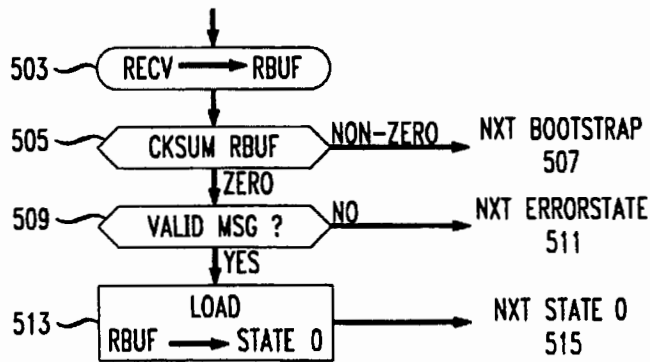 503 RECV → RBUF
505 CKSUM RBUF NON-ZERO NXT BOOTSTRAP
507
ZERO
509 VALID MSG ? NO NXT ERRORSTATE
511
YES
513 LOAD
RBUF → STATE 0 NXT STATE 0
515